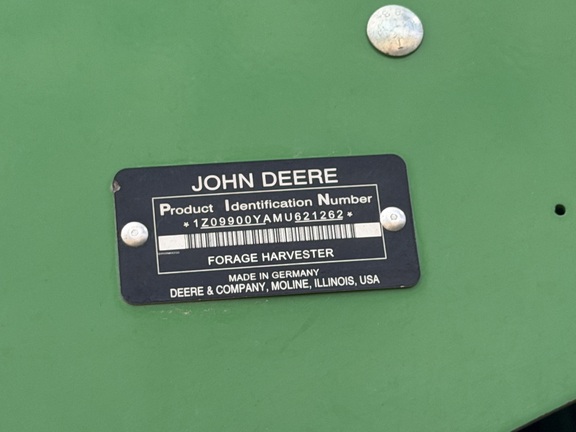 JOHN DEERE
Product Identification Number
*1Z09900YAMU621262*
FORAGE HARVESTER
MADE IN GERMANY
DEERE & COMPANY, MOLINE, ILLINOIS, USA